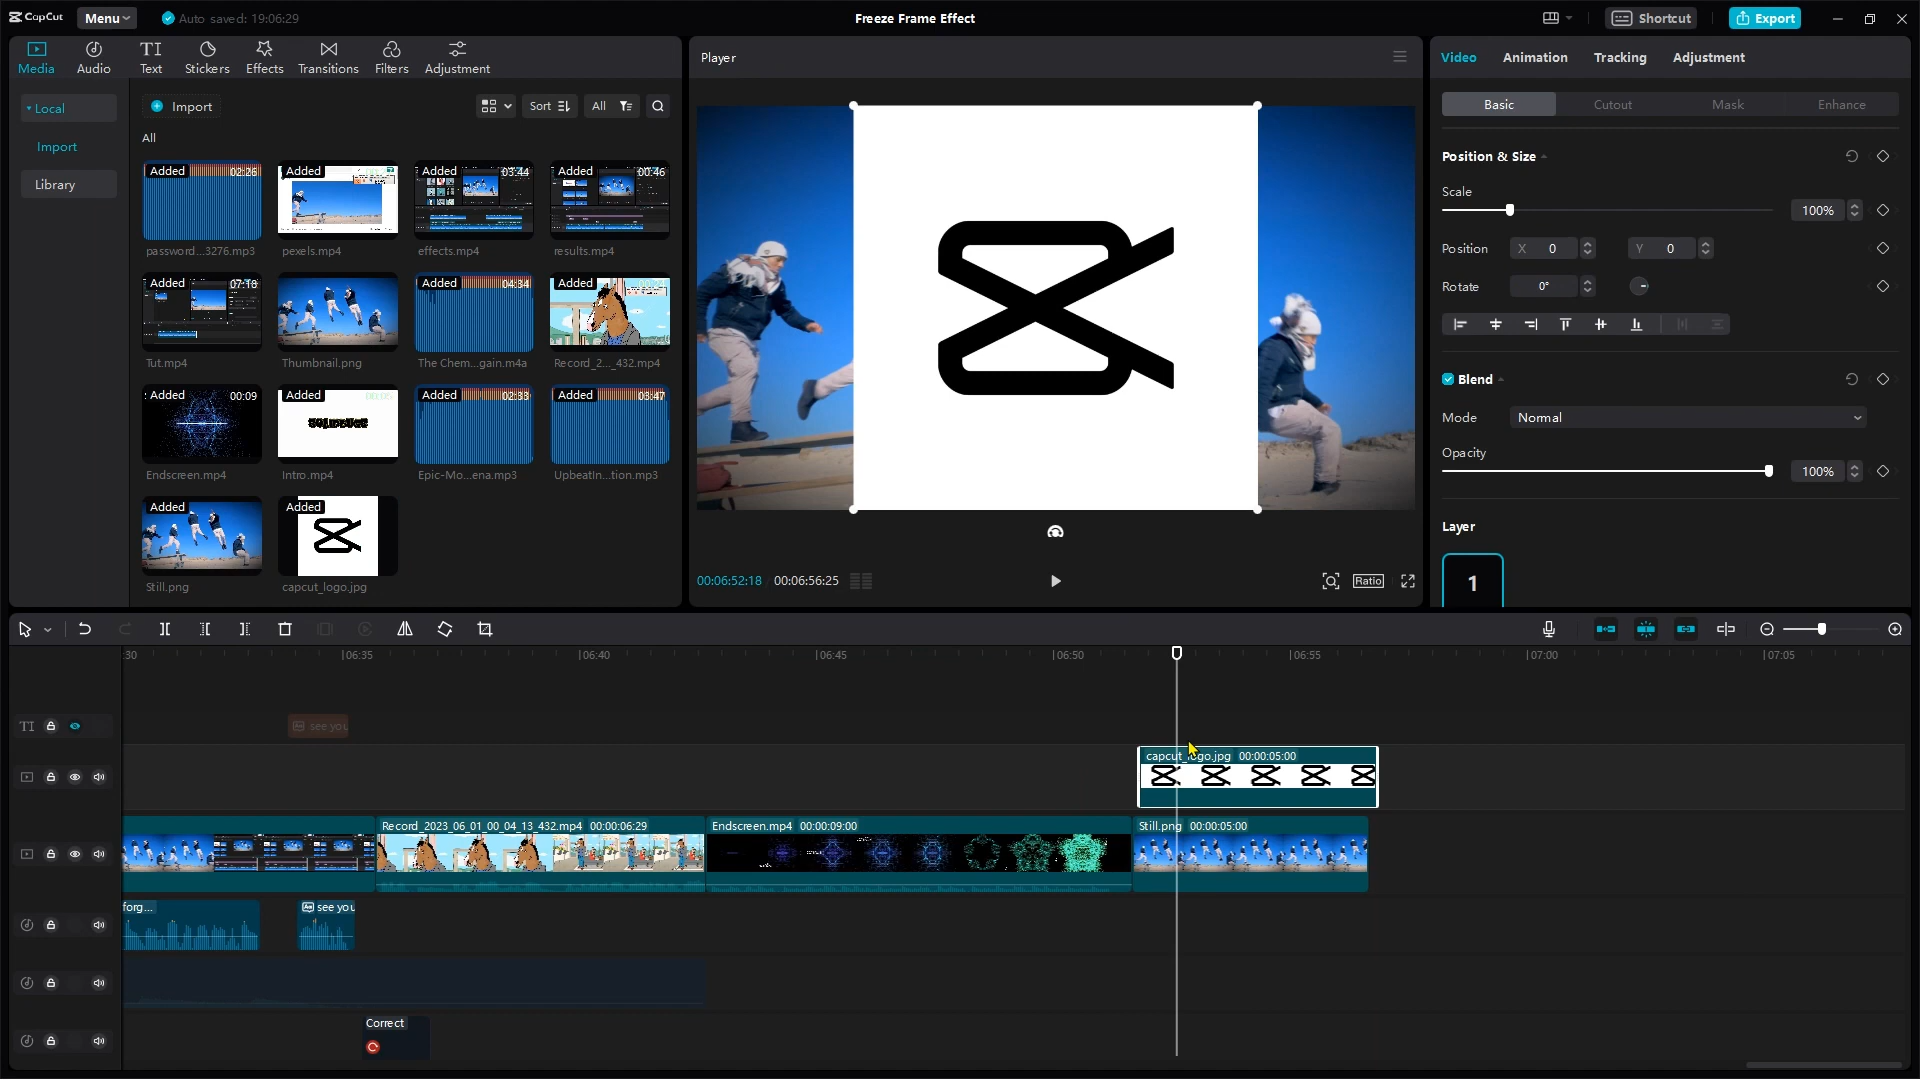 CapCut
Menu
Auto saved: 19:06:29
Freeze Frame Effect
Shortcut
Export
Media
Audio
TI
Text
Stickers
Effects
Transitions
Filters
Adjustment
Player
Video
Animation
Tracking
Adjustment
Local
Import
Library
Import
Sort
All
All
Basic
Cutout
Mask
Enhance
Added
02:26
Added
Added
03:44
Added
00:46
password...3276.mp3
pexels.mp4
effects.mp4
results.mp4
Added
07:18
Added
04:34
Added
Tut.mp4
Thumbnail.png
The Chem...gain.m4a
Record_2..._432.mp4
Added
00:09
Added
00:05
Added
02:33
Added
03:47
Endscreen.mp4
Intro.mp4
Epic-Mo...ena.mp3
UpbeatIn...tion.mp3
Added
Added
Still.png
capcut_logo.jpg
Position & Size
Scale
100%
Position
X 0
Y 0
Rotate
0°
Blend
Mode
Normal
Opacity
100%
Layer
1
00:06:52:18
00:06:56:25
Ratio
:30
06:35
06:40
06:45
06:50
06:55
07:00
07:05
TI
see you
capcut_logo.jpg 00:00:05:00
Record_2023_06_01_00_04_13_432.mp4 00:00:06:29
Endscreen.mp4 00:00:09:00
Still.png 00:00:05:00
forg...
see you
Correct